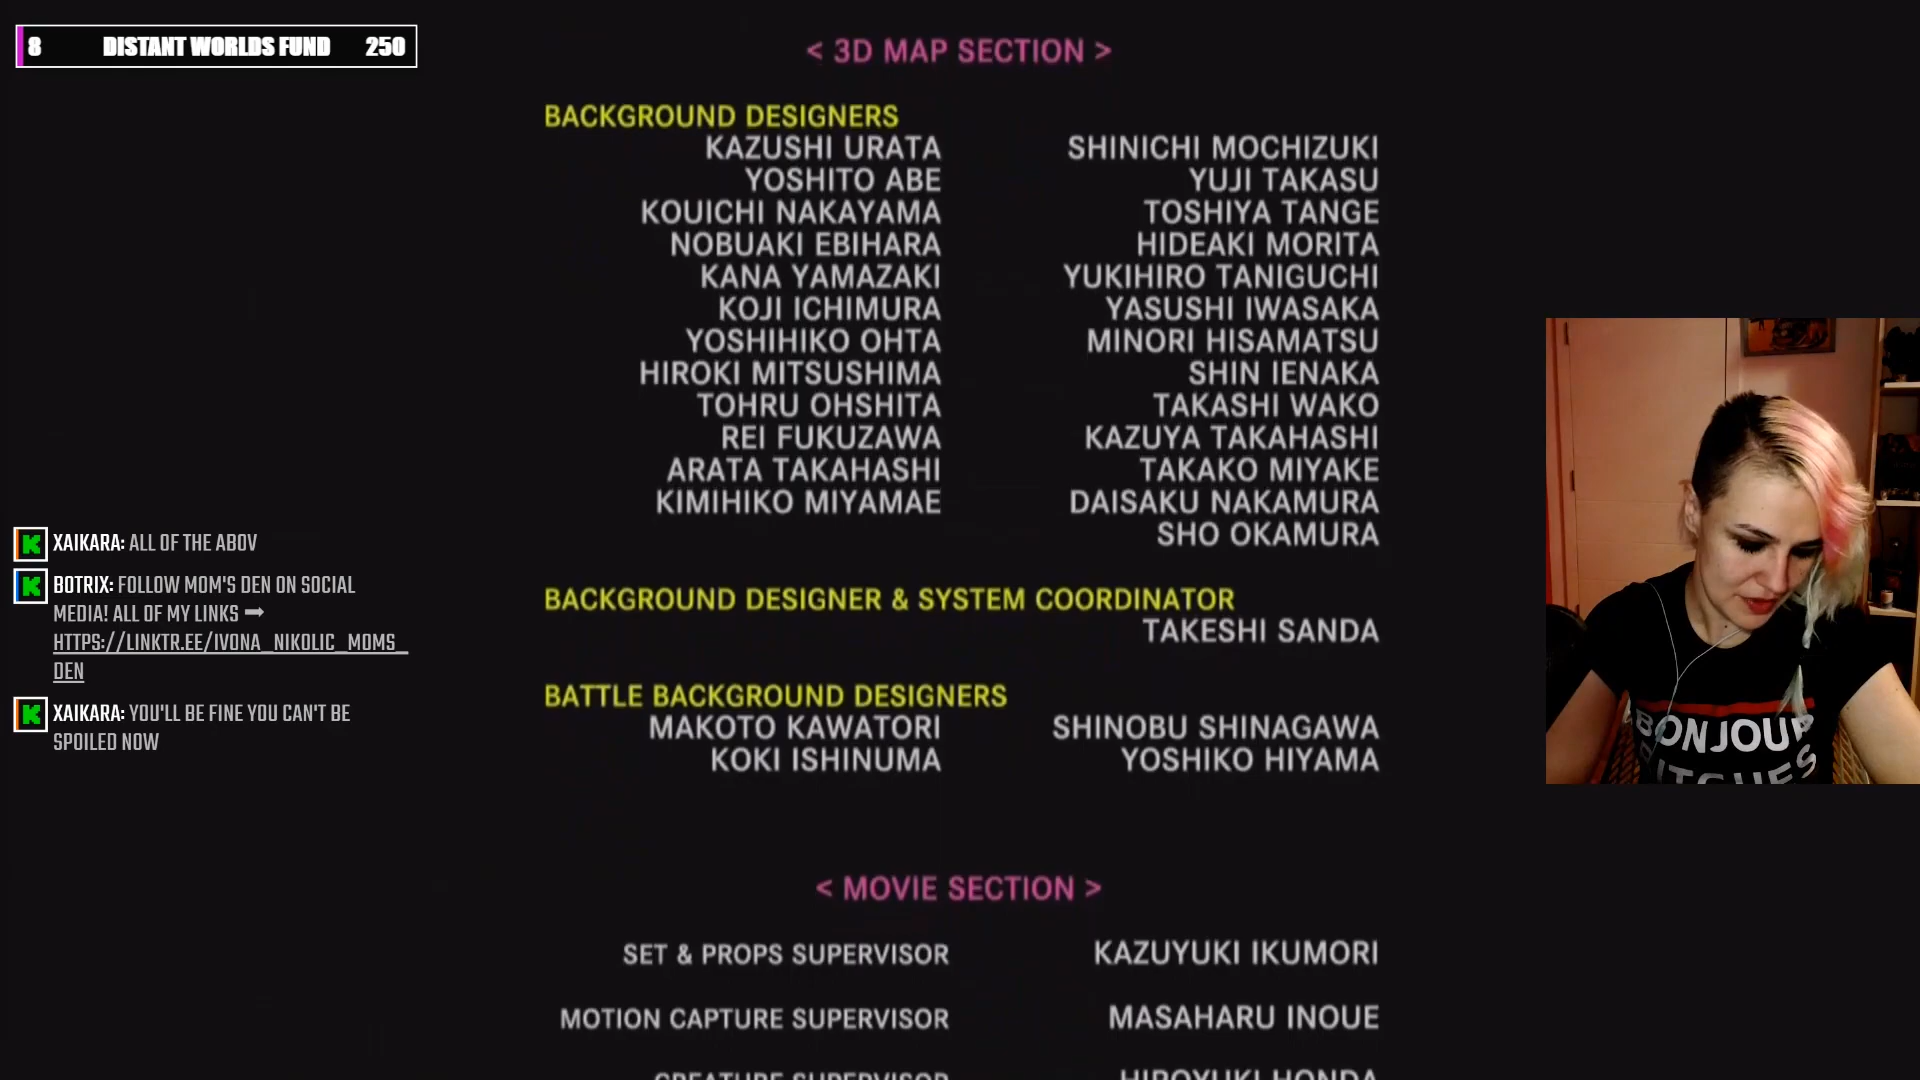 8 DISTANT WORLDS FUND 250
< 3D MAP SECTION >
BACKGROUND DESIGNERS
KAZUSHI URATA SHINICHI MOCHIZUKI
YOSHITO ABE YUJI TAKASU
KOUICHI NAKAYAMA TOSHIYA TANGE
NOBUAKI EBIHARA HIDEAKI MORITA
KANA YAMAZAKI YUKIHIRO TANIGUCHI
KOJI ICHIMURA YASUSHI IWASAKA
YOSHIHIKO OHTA MINORI HISAMATSU
HIROKI MITSUSHIMA SHIN IENAKA
TOHRU OHSHITA TAKASHI WAKO
REI FUKUZAWA KAZUYA TAKAHASHI
ARATA TAKAHASHI TAKAKO MIYAKE
KIMIHIKO MIYAMAE DAISAKU NAKAMURA
SHO OKAMURA
BACKGROUND DESIGNER & SYSTEM COORDINATOR
TAKESHI SANDA
BATTLE BACKGROUND DESIGNERS
MAKOTO KAWATORI SHINOBU SHINAGAWA
KOKI ISHINUMA YOSHIKO HIYAMA
< MOVIE SECTION >
SET & PROPS SUPERVISOR KAZUYUKI IKUMORI
MOTION CAPTURE SUPERVISOR MASAHARU INOUE
CREATURE SUPERVISOR HIROYUKI HONDA
XAIKARA: ALL OF THE ABOV
BOTRIX: FOLLOW MOM'S DEN ON SOCIAL
MEDIA! ALL OF MY LINKS ➡
HTTPS://LINKTR.EE/IVONA_NIKOLIC_MOMS_
DEN
XAIKARA: YOU'LL BE FINE YOU CAN'T BE
SPOILED NOW
BONJOUR
BITCHES